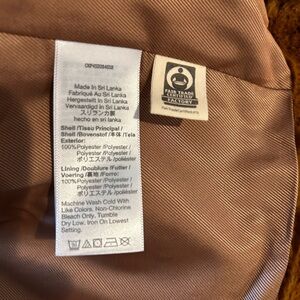 Made in Sri Lanka
Fabriqué Au Sri Lanka
Hergestellt in Sri Lanka
Vervaardigd in Sri Lanka
スリランカ製
hecho en sri lanka
Shell /Tissu Principal /
Shell /Bovenstof /本体 /Tela
Exterior:
100%Polyester /Polyester /
Polyester /Polyester /
ポリエステル /poliéster
Lining /Doublure /Futter /
Voering /裏地 /Forro:
100%Polyester /Polyester /
Polyester /Polyester /
ポリエステル /poliéster
Machine Wash Cold With
Like Colors. Non-Chlorine
Bleach Only. Tumble
Dry Low. Iron On Lowest
Setting.
FAIR TRADE
CERTIFIED
FACTORY